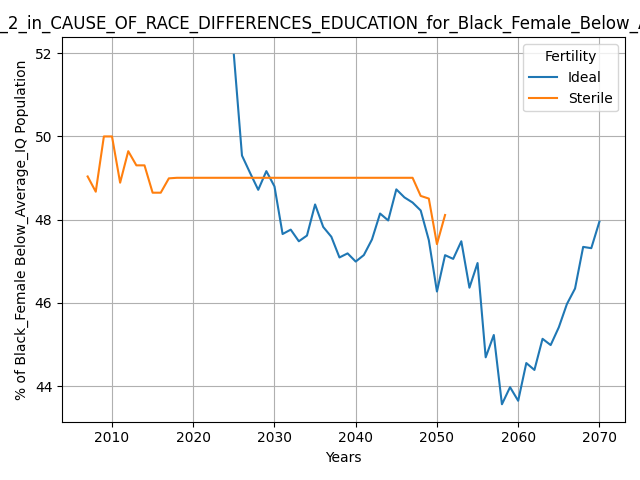 _2_in_CAUSE_OF_RACE_DIFFERENCES_EDUCATION_for_Black_Female_Below_
Fertility
Ideal
Sterile
% of Black_Female Below_Average_IQ Population
52
50
48
46
44
2010 2020 2030 2040 2050 2060 2070
Years